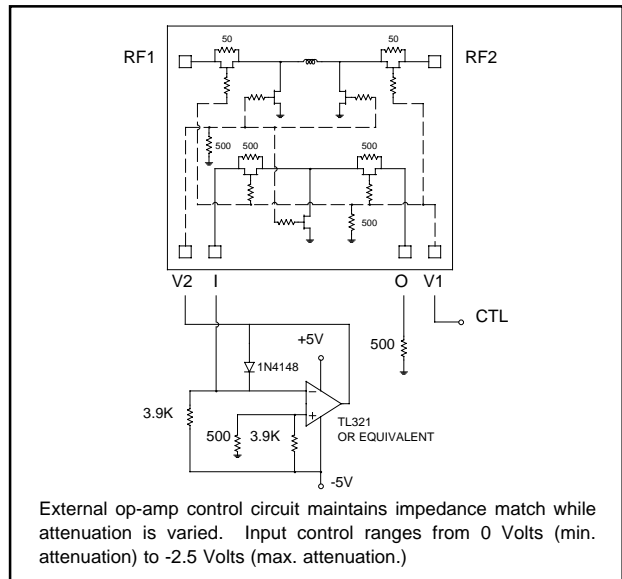 50
50
RF1
RF2
500
500
500
500
V2
I
O
V1
CTL
+5V
500
1N4148
3.9K
500
3.9K
TL321
OR EQUIVALENT
-5V
External op-amp control circuit maintains impedance match while
attenuation is varied. Input control ranges from 0 Volts (min.
attenuation) to -2.5 Volts (max. attenuation.)